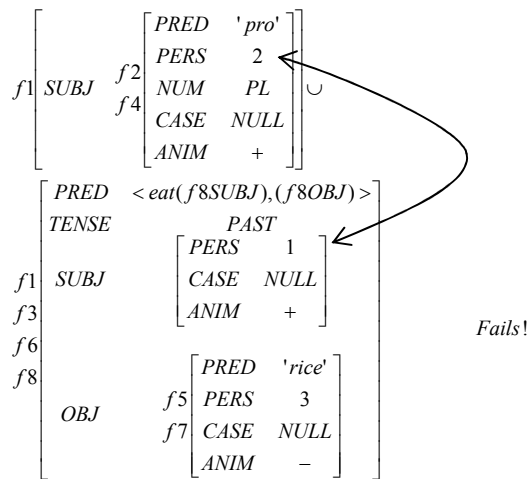 PRED 'pro'
PERS 2
f2
f1 SUBJ NUM PL ∪
f4
CASE NULL
ANIM +
PRED < eat(f8SUBJ),(f8OBJ) >
TENSE PAST
PERS 1
f1 SUBJ CASE NULL
f3 ANIM +
f6 Fails!
f8 PRED 'rice'
f5 PERS 3
OBJ
f7 CASE NULL
ANIM −